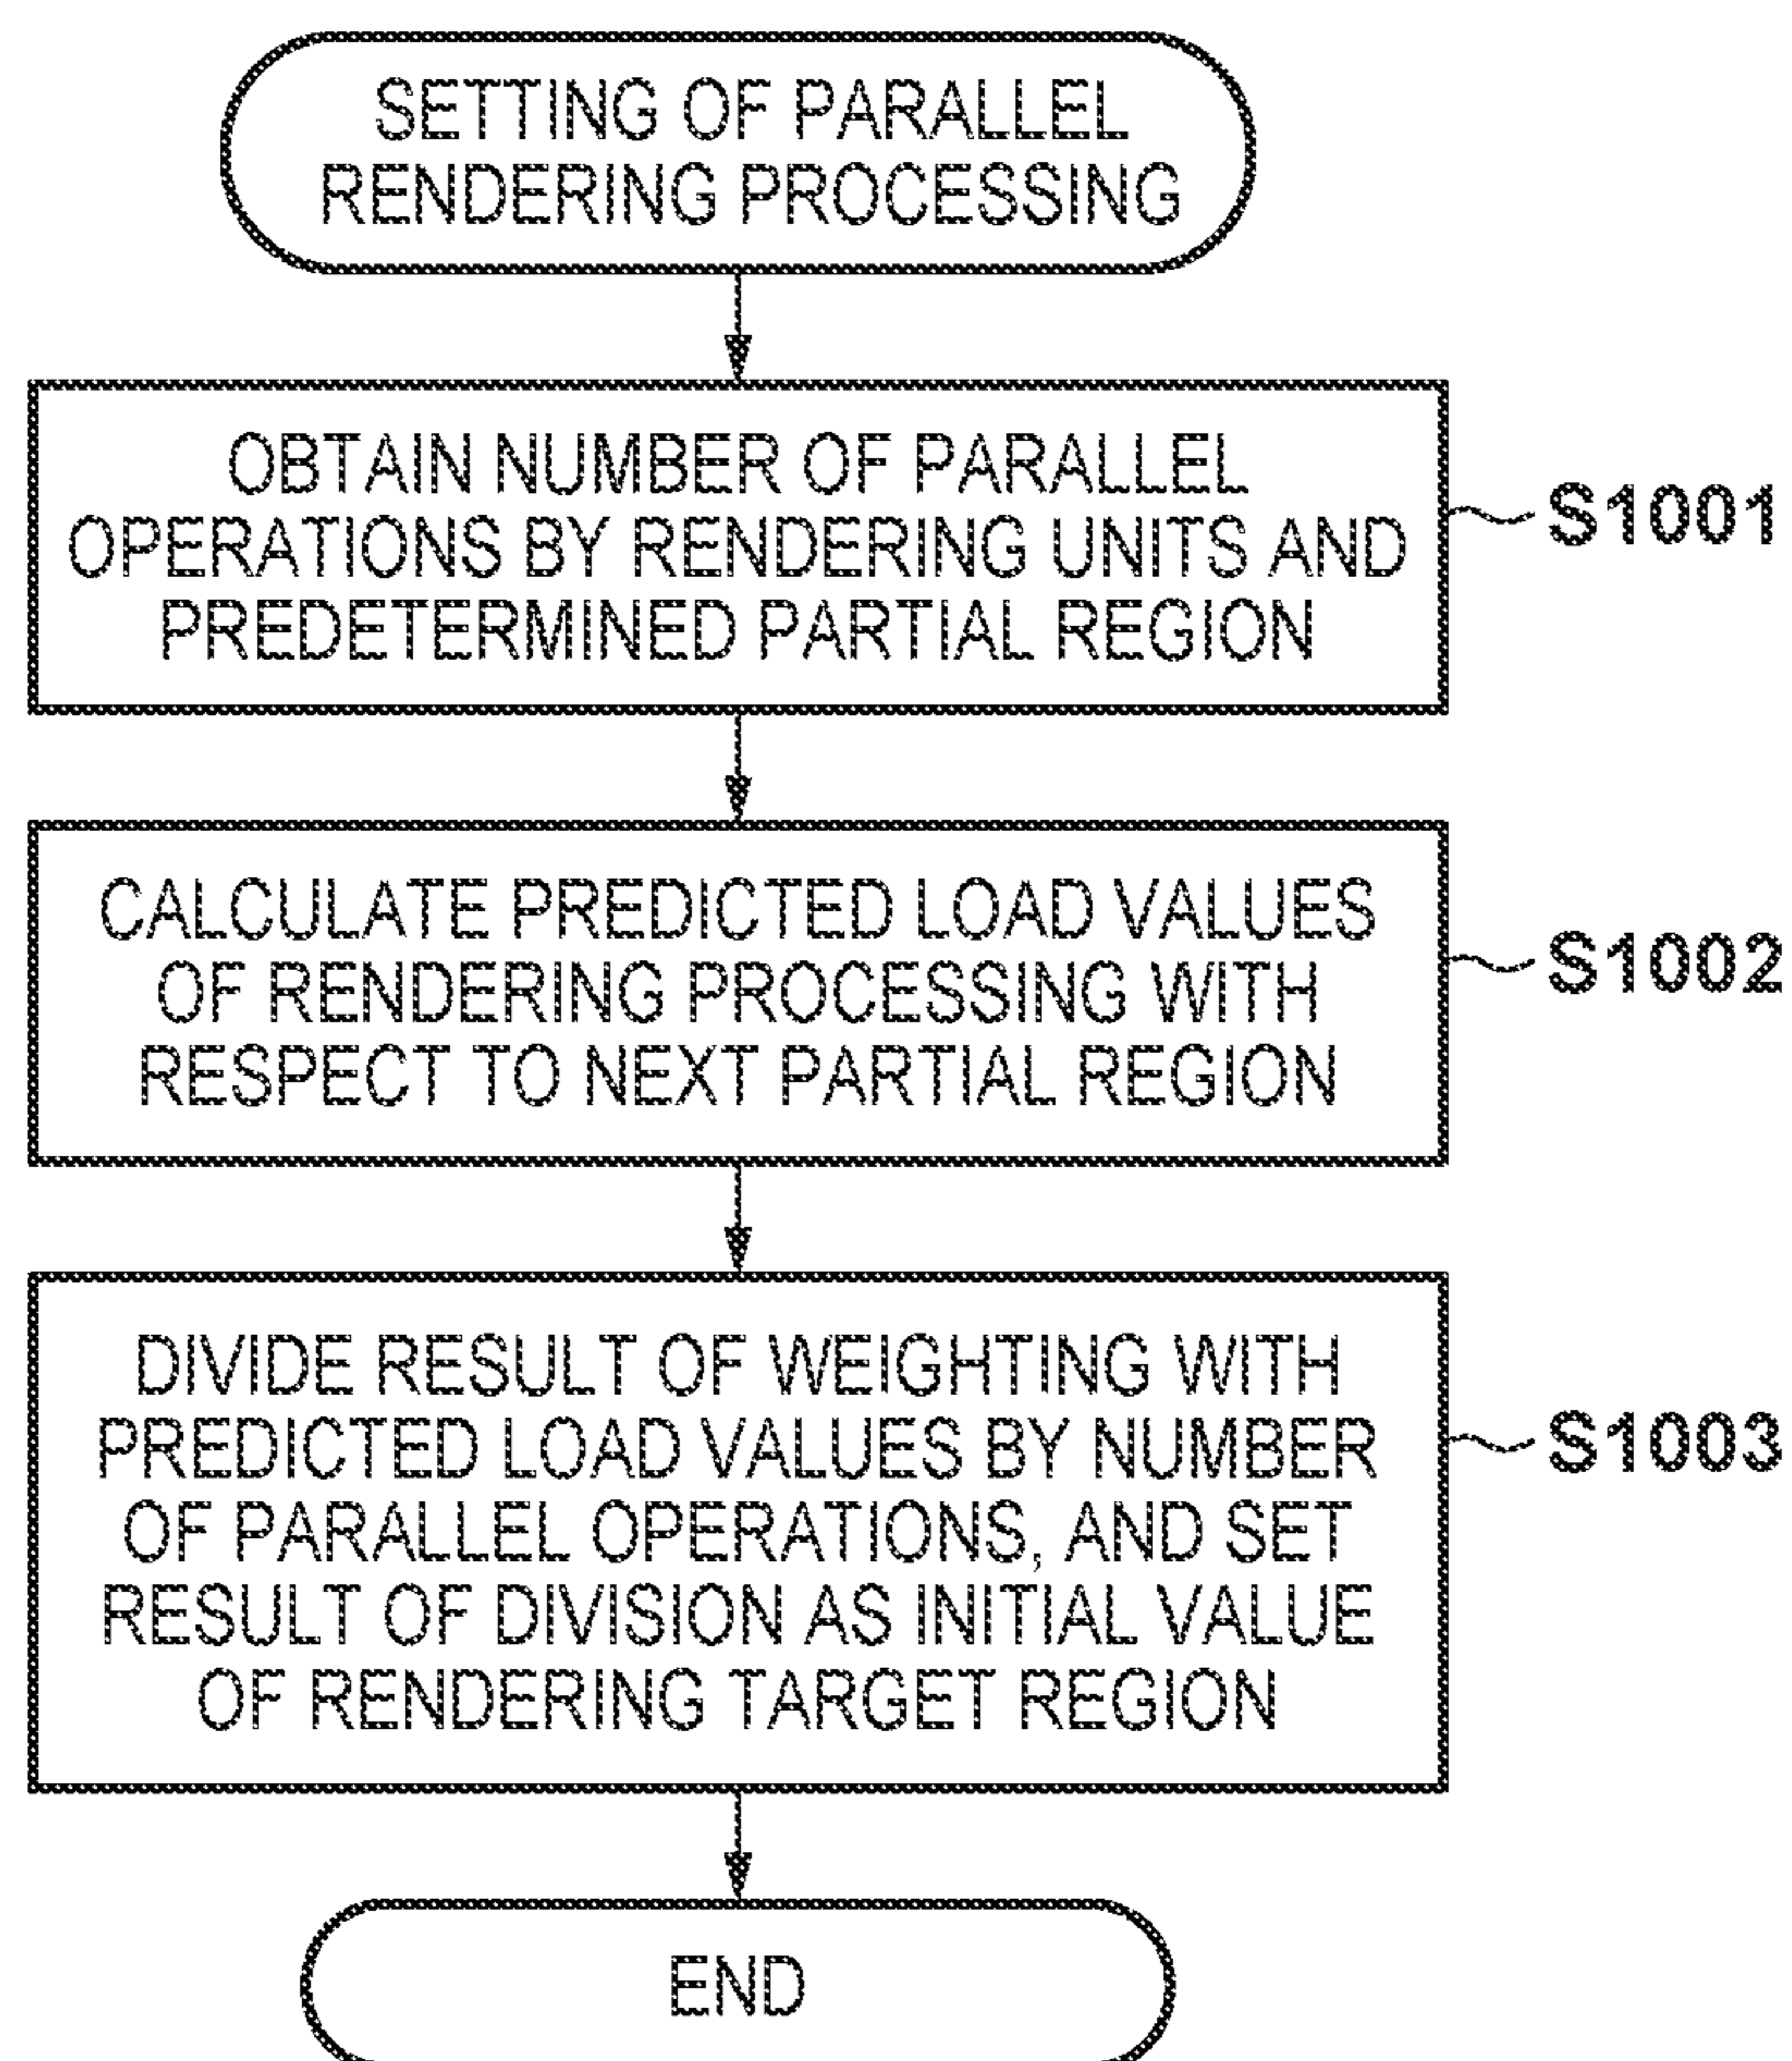 SETTING OF PARALLEL
RENDERING PROCESSING
OBTAIN NUMBER OF PARALLEL
OPERATIONS BY RENDERING UNITS AND
PREDETERMINED PARTIAL REGION
S1001
CALCULATE PREDICTED LOAD VALUES
OF RENDERING PROCESSING WITH
RESPECT TO NEXT PARTIAL REGION
S1002
DIVIDE RESULT OF WEIGHTING WITH
PREDICTED LOAD VALUES BY NUMBER
OF PARALLEL OPERATIONS, AND SET
RESULT OF DIVISION AS INITIAL VALUE
OF RENDERING TARGET REGION
S1003
END